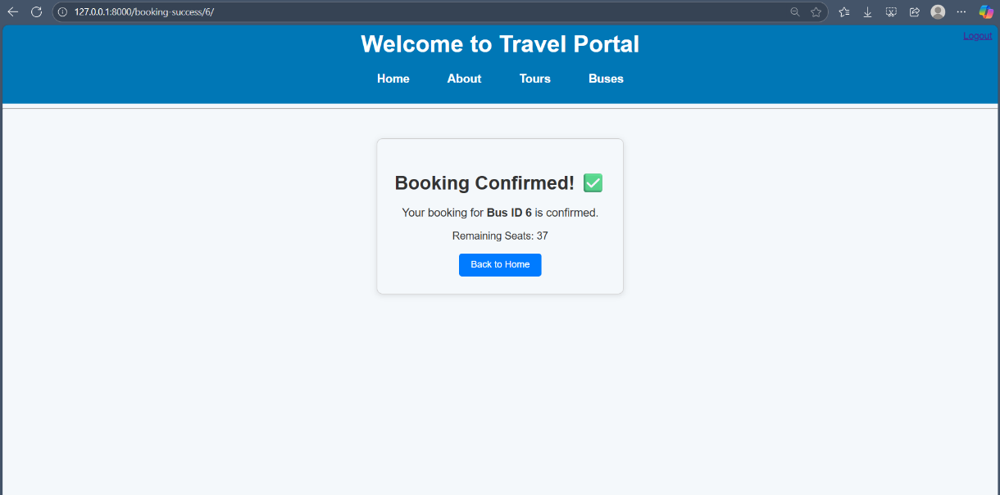 127.0.0.1:8000/booking-success/6/
Logout
Welcome to Travel Portal
Home About Tours Buses
Booking Confirmed! ✅
Your booking for Bus ID 6 is confirmed.
Remaining Seats: 37
Back to Home